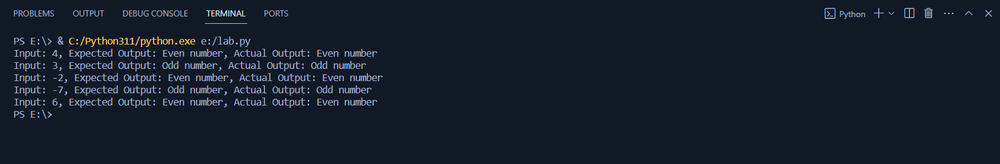 PROBLEMS OUTPUT DEBUG CONSOLE TERMINAL PORTS Python
PS E:\> & C:/Python311/python.exe e:/lab.py
Input: 4, Expected Output: Even number, Actual Output: Even number
Input: 3, Expected Output: Odd number, Actual Output: Odd number
Input: -2, Expected Output: Even number, Actual Output: Even number
Input: -7, Expected Output: Odd number, Actual Output: Odd number
Input: 6, Expected Output: Even number, Actual Output: Even number
PS E:\>